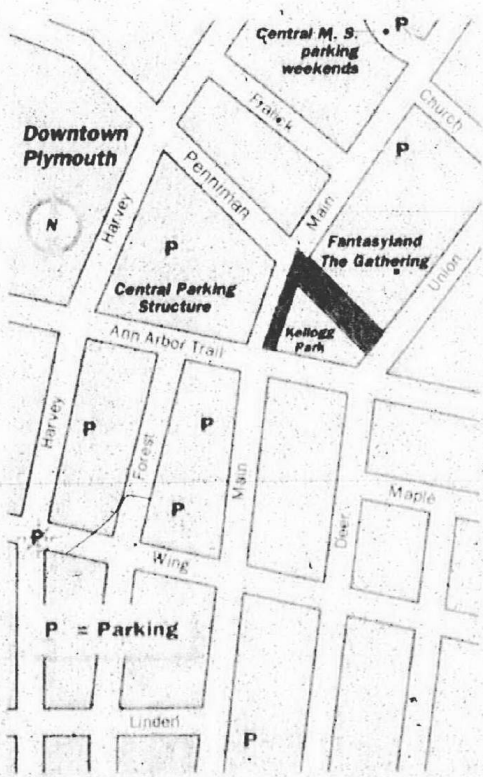 P
Central M. S.
parking
weekends
Church
Franck
P
Downtown
Plymouth
Penniman
Main
N
Harvey
P
Fantasyland
The Gathering
Union
Central Parking
Structure
Kellogg
Park
Ann Arbor Trail
Harvey
P
Forest
P
Main
Deer
Maple
P
P
Wing
P = Parking
Linden
P